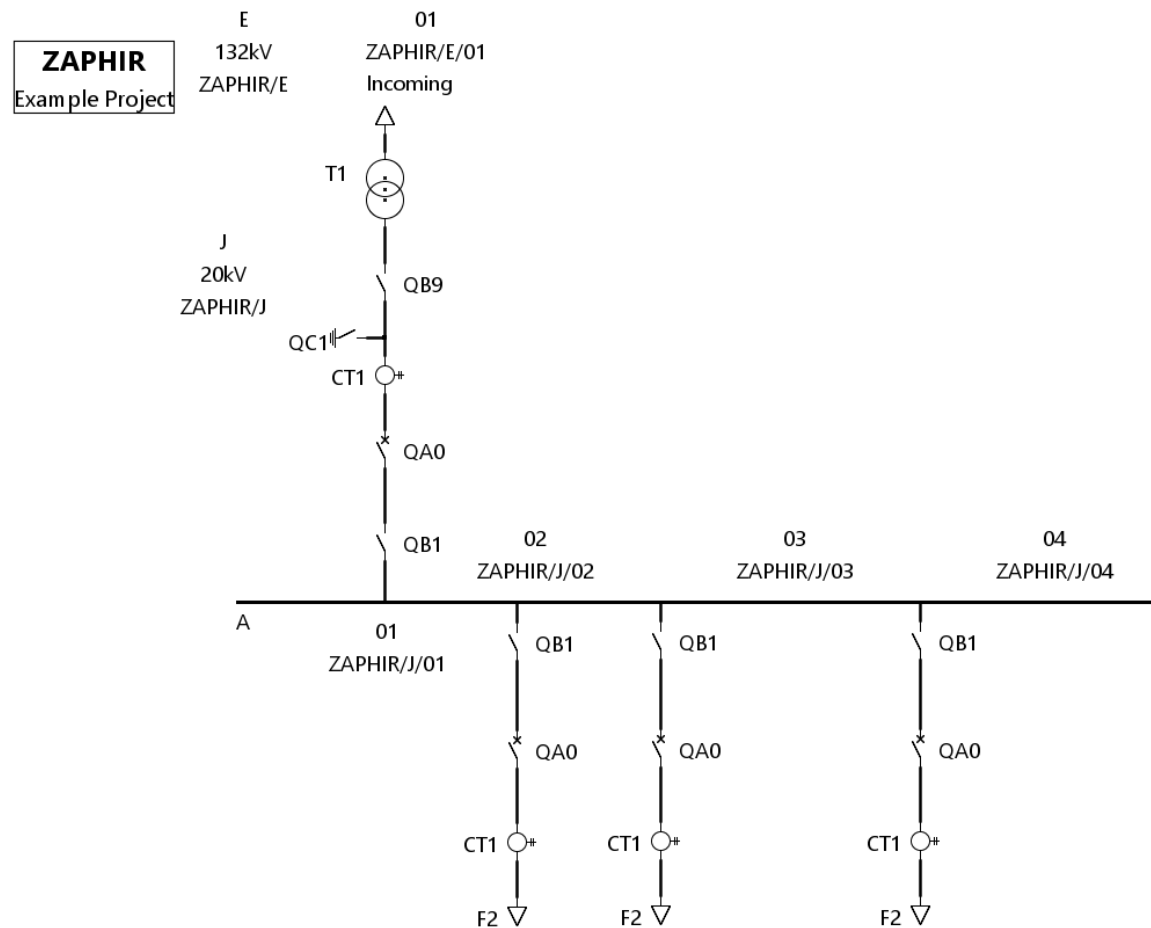 E
01
132kV
ZAPHIR/E/01
ZAPHIR
ZAPHIR/E
Incoming
Example Project
T1
J
20kV
QB9
ZAPHIR/J
QC1
CT1
QA0
QB1
02
03
04
ZAPHIR/J/02
ZAPHIR/J/03
ZAPHIR/J/04
A
01
QB1
QB1
QB1
ZAPHIR/J/01
QA0
QA0
QA0
CT1
CT1
CT1
F2
F2
F2